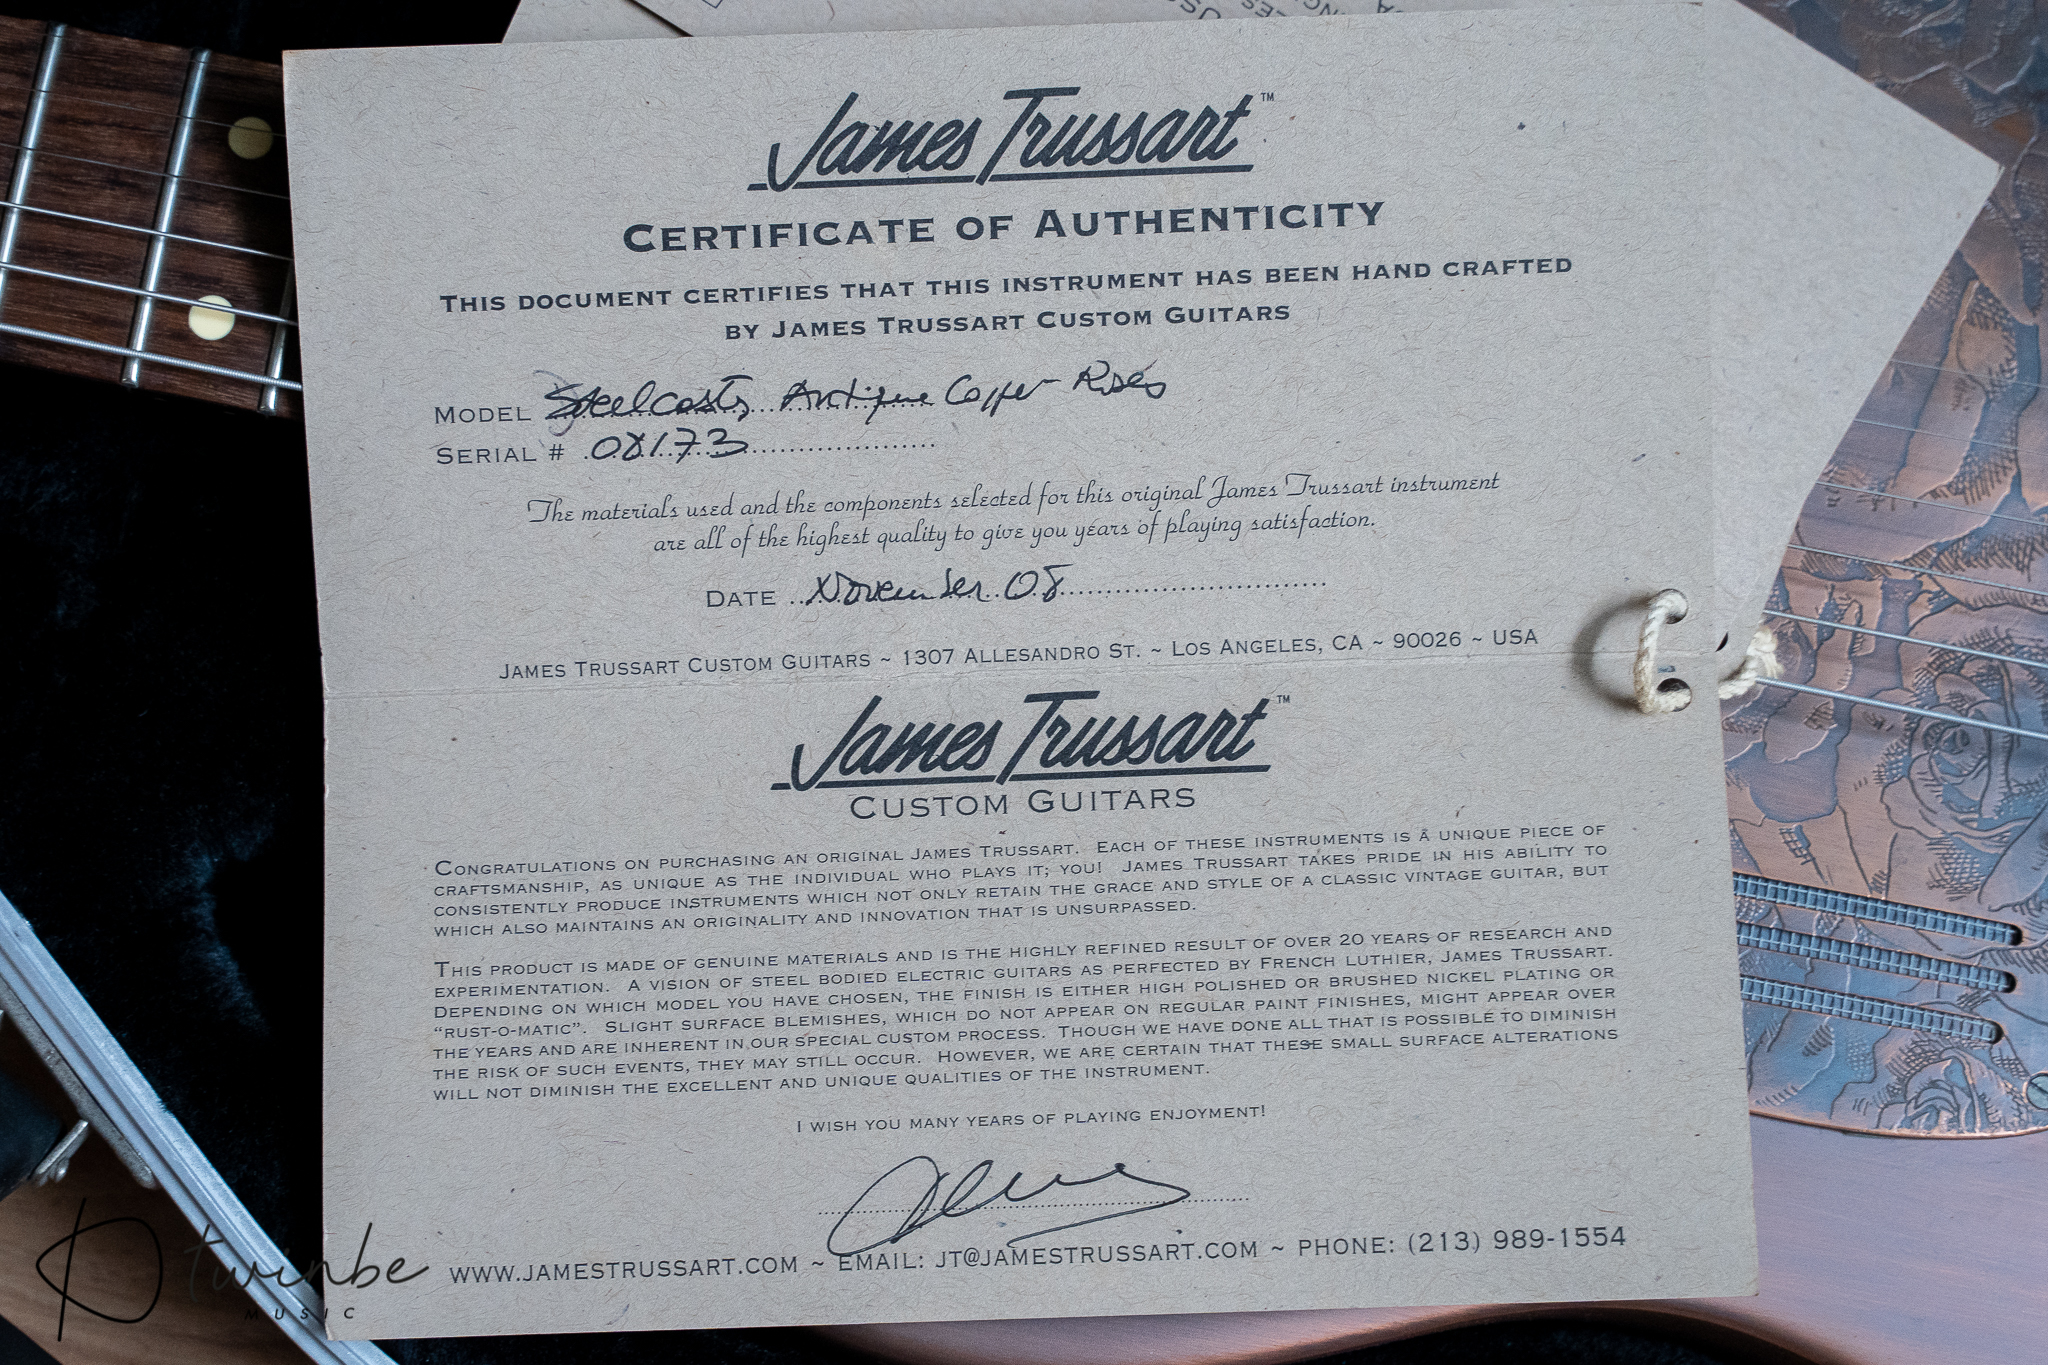 James Trussart™
CERTIFICATE OF AUTHENTICITY
THIS DOCUMENT CERTIFIES THAT THIS INSTRUMENT HAS BEEN HAND CRAFTED
BY JAMES TRUSSART CUSTOM GUITARS
MODEL Steelcaster, Antique Copper Roses
SERIAL # 08173
The materials used and the components selected for this original James Trussart instrument
are all of the highest quality to give you years of playing satisfaction.
DATE November 08
JAMES TRUSSART CUSTOM GUITARS ~ 1307 ALLESANDRO ST. ~ LOS ANGELES, CA ~ 90026 ~ USA
James Trussart™
CUSTOM GUITARS
CONGRATULATIONS ON PURCHASING AN ORIGINAL JAMES TRUSSART. EACH OF THESE INSTRUMENTS IS A UNIQUE PIECE OF
CRAFTSMANSHIP, AS UNIQUE AS THE INDIVIDUAL WHO PLAYS IT; YOU! JAMES TRUSSART TAKES PRIDE IN HIS ABILITY TO
CONSISTENTLY PRODUCE INSTRUMENTS WHICH NOT ONLY RETAIN THE GRACE AND STYLE OF A CLASSIC VINTAGE GUITAR, BUT
WHICH ALSO MAINTAINS AN ORIGINALITY AND INNOVATION THAT IS UNSURPASSED.
THIS PRODUCT IS MADE OF GENUINE MATERIALS AND IS THE HIGHLY REFINED RESULT OF OVER 20 YEARS OF RESEARCH AND
EXPERIMENTATION. A VISION OF STEEL BODIED ELECTRIC GUITARS AS PERFECTED BY FRENCH LUTHIER, JAMES TRUSSART.
DEPENDING ON WHICH MODEL YOU HAVE CHOSEN, THE FINISH IS EITHER HIGH POLISHED OR BRUSHED NICKEL PLATING OR
“RUST-O-MATIC”. SLIGHT SURFACE BLEMISHES, WHICH DO NOT APPEAR ON REGULAR PAINT FINISHES, MIGHT APPEAR OVER
THE YEARS AND ARE INHERENT IN OUR SPECIAL CUSTOM PROCESS. THOUGH WE HAVE DONE ALL THAT IS POSSIBLE TO DIMINISH
THE RISK OF SUCH EVENTS, THEY MAY STILL OCCUR. HOWEVER, WE ARE CERTAIN THAT THESE SMALL SURFACE ALTERATIONS
WILL NOT DIMINISH THE EXCELLENT AND UNIQUE QUALITIES OF THE INSTRUMENT.
I WISH YOU MANY YEARS OF PLAYING ENJOYMENT!
WWW.JAMESTRUSSART.COM ~ EMAIL: JT@JAMESTRUSSART.COM ~ PHONE: (213) 989-1554
twinbe
MUSIC